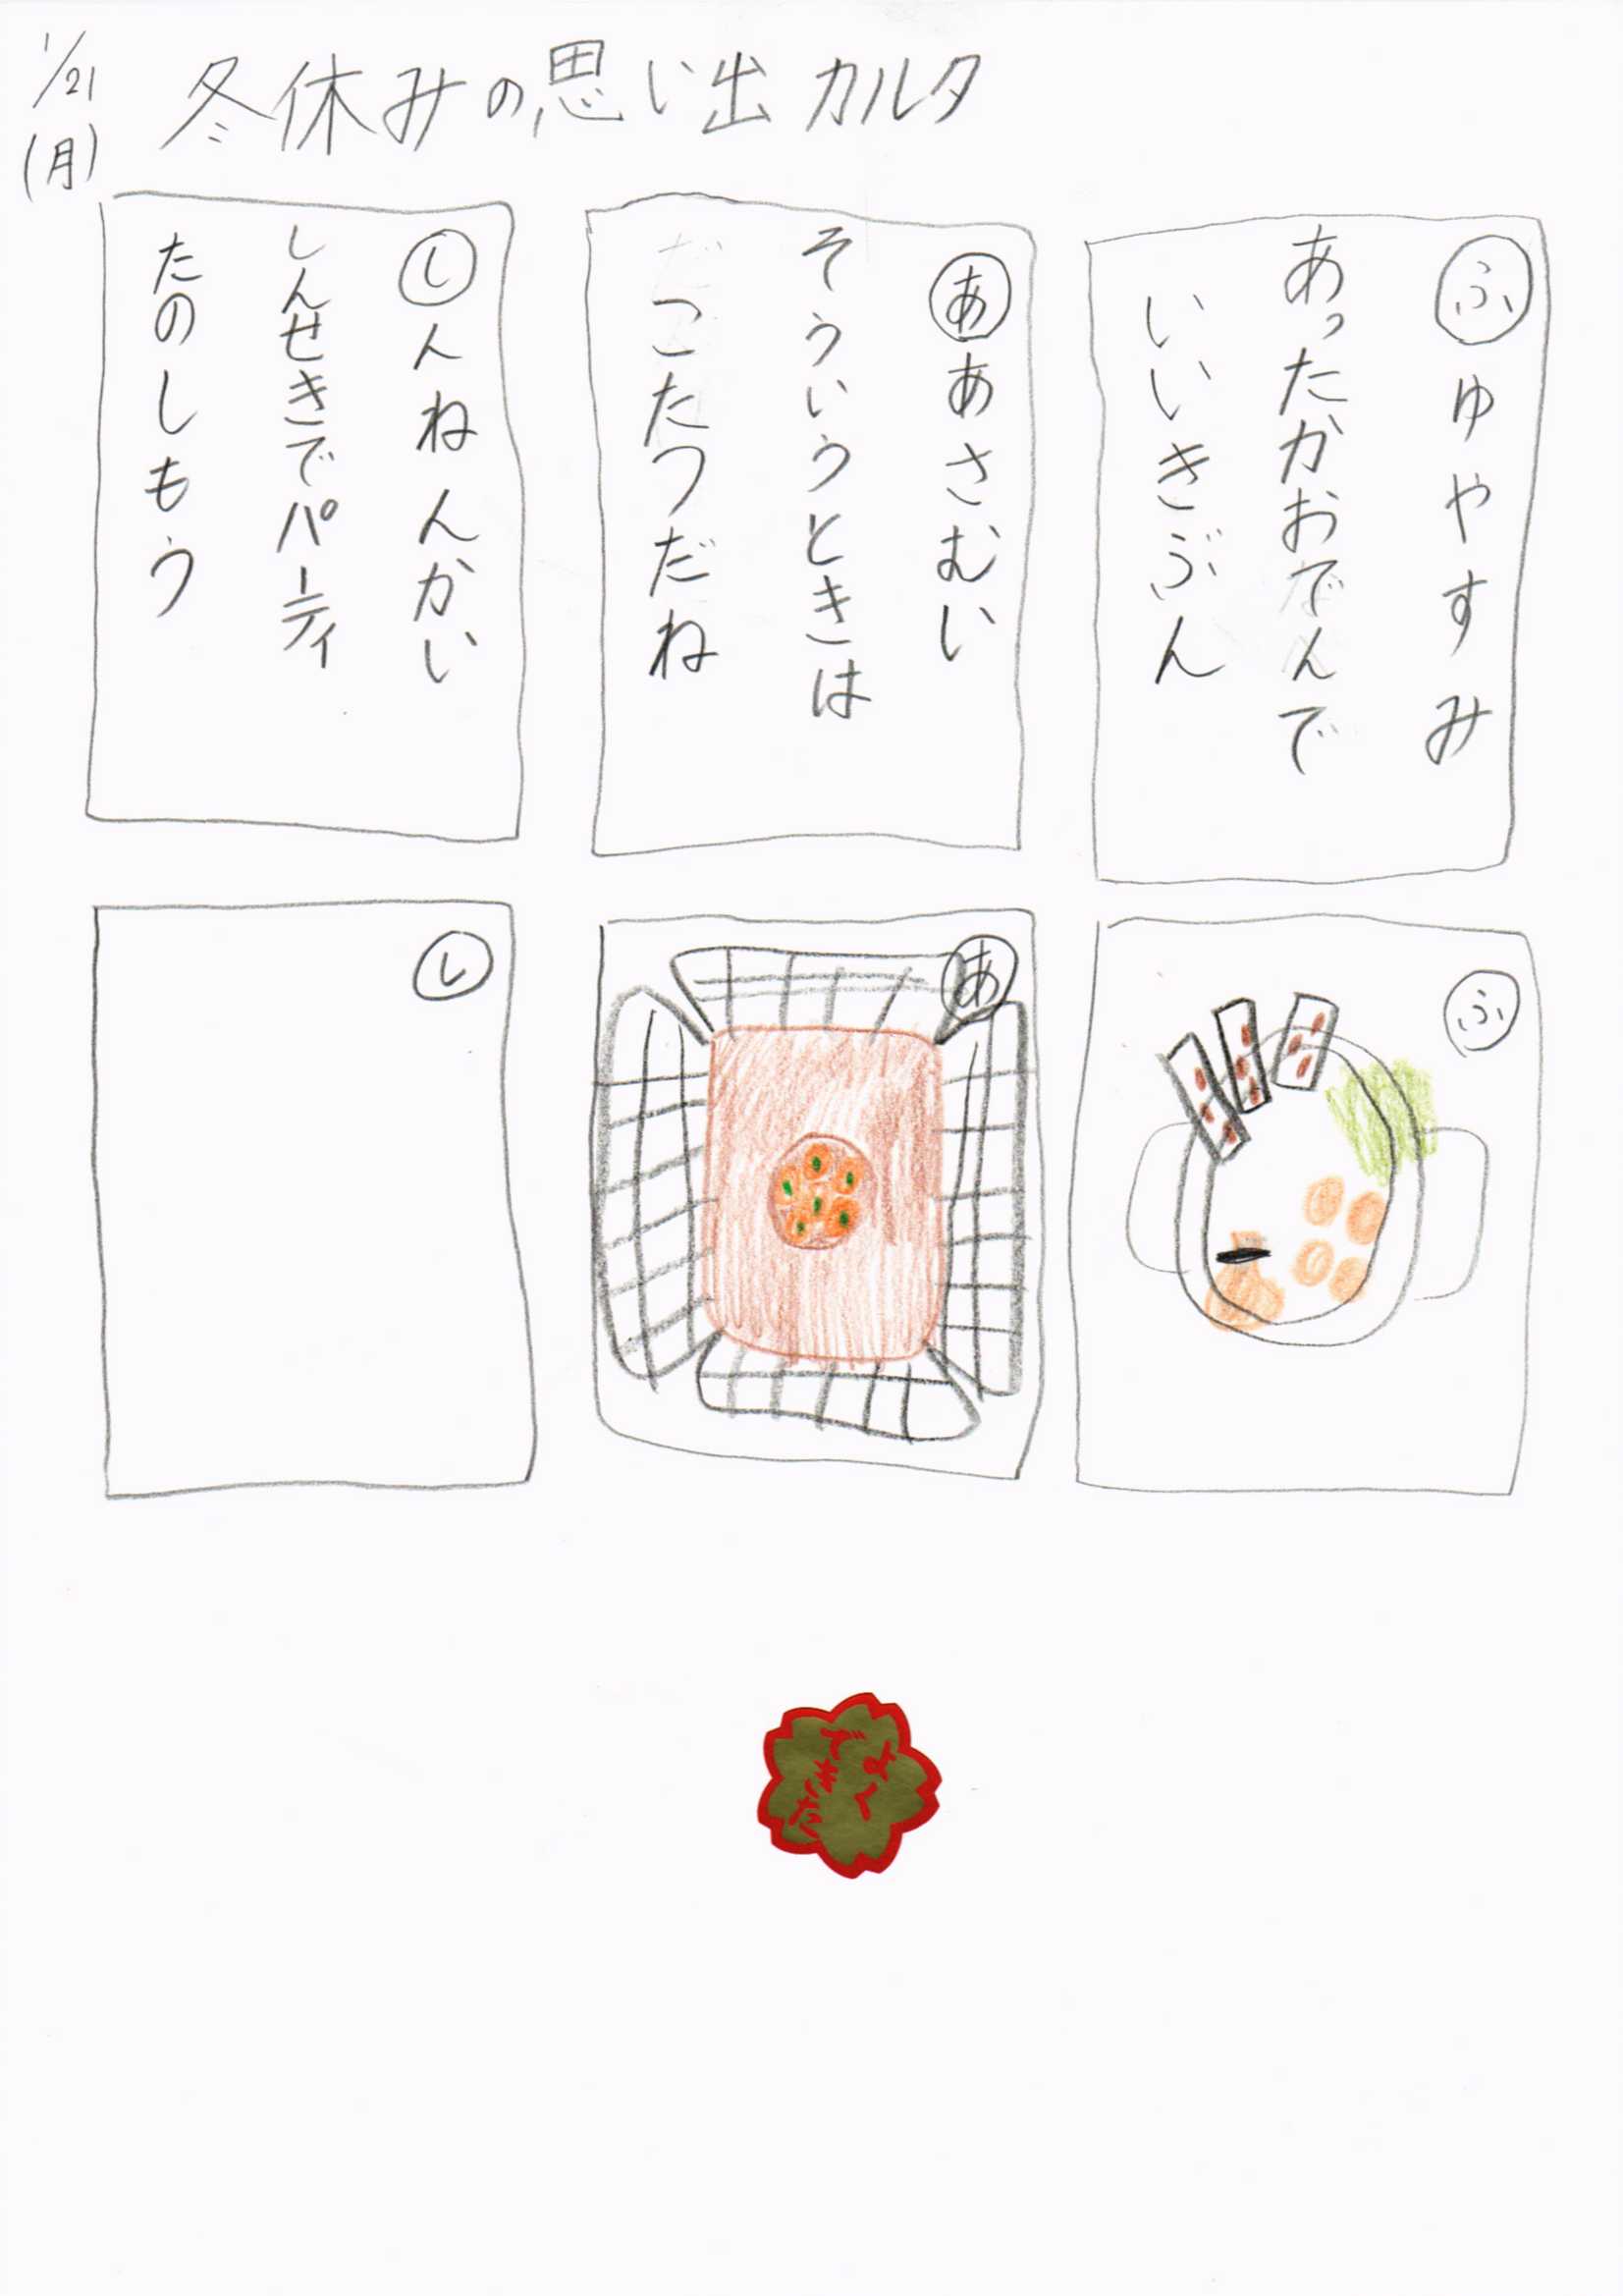 1/21
(月)
冬休みの思い出カルタ
ふゆやすみ
あったかおでんで
いいきぶん
ああさむい
そういうときは
こたつだね
しんねんかい
しんせきでパーティ
たのしもう
ふ
あ
し
よく
できました